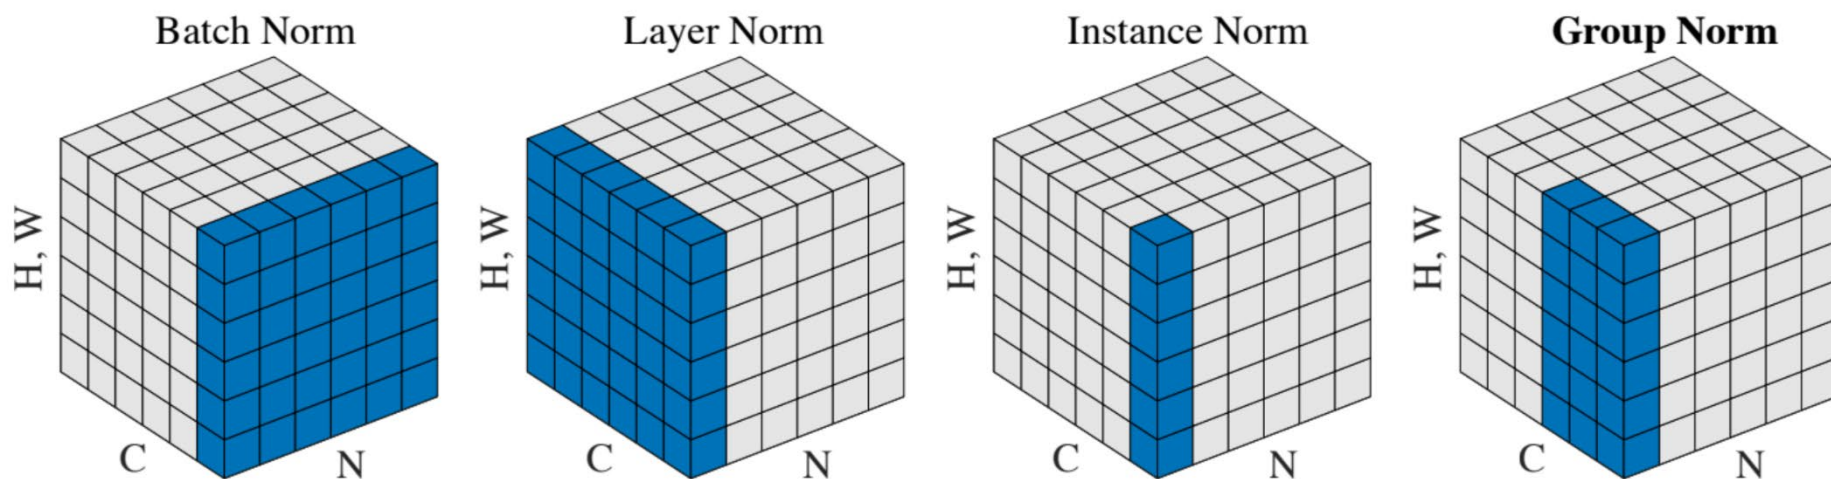 Batch Norm
Layer Norm
Instance Norm
Group Norm
H, W
C
N
H, W
C
N
H, W
C
N
H, W
C
N